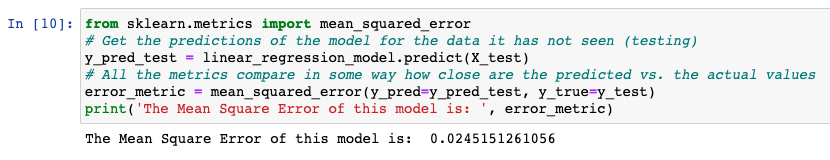 In [10]: from sklearn.metrics import mean_squared_error
# Get the predictions of the model for the data it has not seen (testing)
y_pred_test = linear_regression_model.predict(X_test)
# All the metrics compare in some way how close are the predicted vs. the actual values
error_metric = mean_squared_error(y_pred=y_pred_test, y_true=y_test)
print('The Mean Square Error of this model is: ', error_metric)
The Mean Square Error of this model is:  0.0245151261056